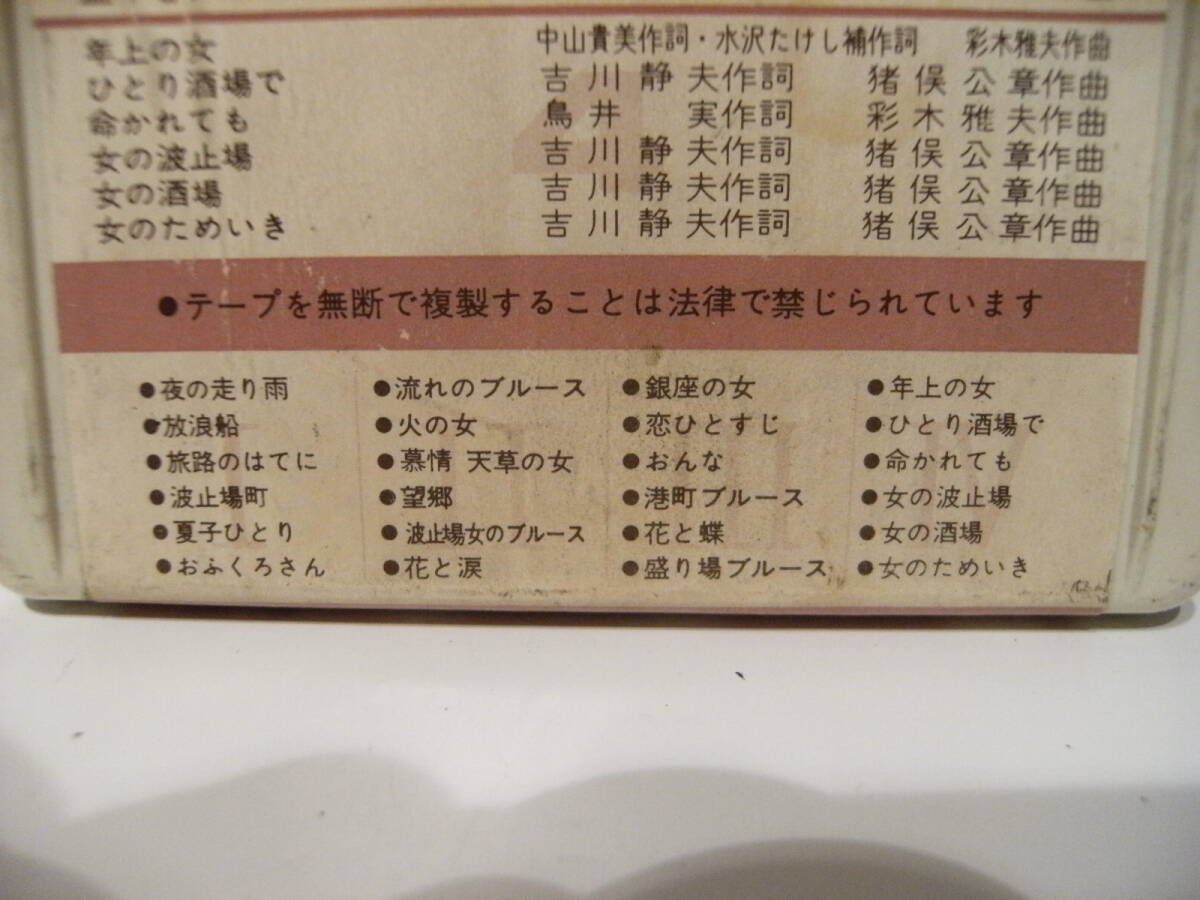 年上の女 中山貴美作詞・水沢たけし補作詞 彩木雅夫作曲
ひとり酒場で 吉川静夫作詞 猪俣公章作曲
命かれても 鳥井実作詞 彩木雅夫作曲
女の波止場 吉川静夫作詞 猪俣公章作曲
女の酒場 吉川静夫作詞 猪俣公章作曲
女のためいき 吉川静夫作詞 猪俣公章作曲
●テープを無断で複製することは法律で禁じられています
●夜の走り雨 ●流れのブルース ●銀座の女 ●年上の女
●放浪船 ●火の女 ●恋ひとすじ ●ひとり酒場で
●旅路のはてに ●慕情 天草の女 ●おんな ●命かれても
●波止場町 ●望郷 ●港町ブルース ●女の波止場
●夏子ひとり ●波止場女のブルース ●花と蝶 ●女の酒場
●おふくろさん ●花と涙 ●盛り場ブルース ●女のためいき